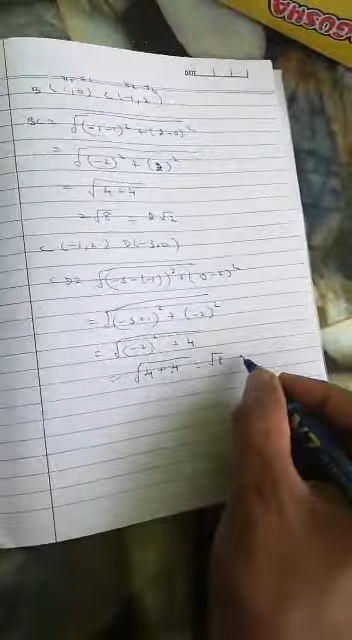 GUSHA
DATE
B (1,0) C (-1,2)
BC = √(-1-1)² + (2-0)²
= √(-2)² + (2)²
= √4+4
= √8 = 2√2
C (-1,2) D(-3,0)
CD = √(-3-(-1))² + (0-2)²
= √(-3+1)² + (-2)²
= √(-2)² + 4
= √4+4 = √8